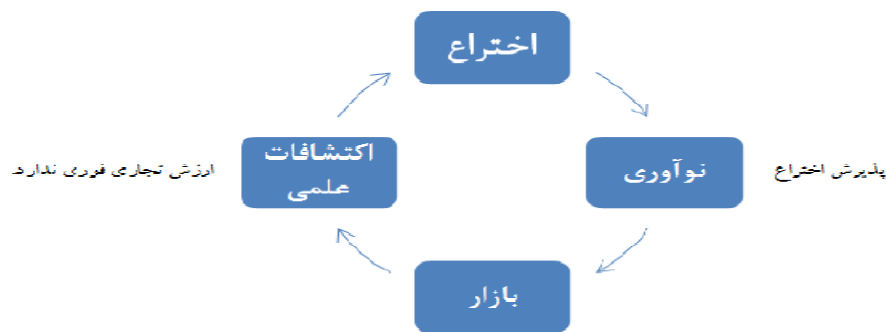 اختراع
اکتشافات
علمی
ارزش تجاری فوری ندارد.
نوآوری
پذیرش اختراع
بازار